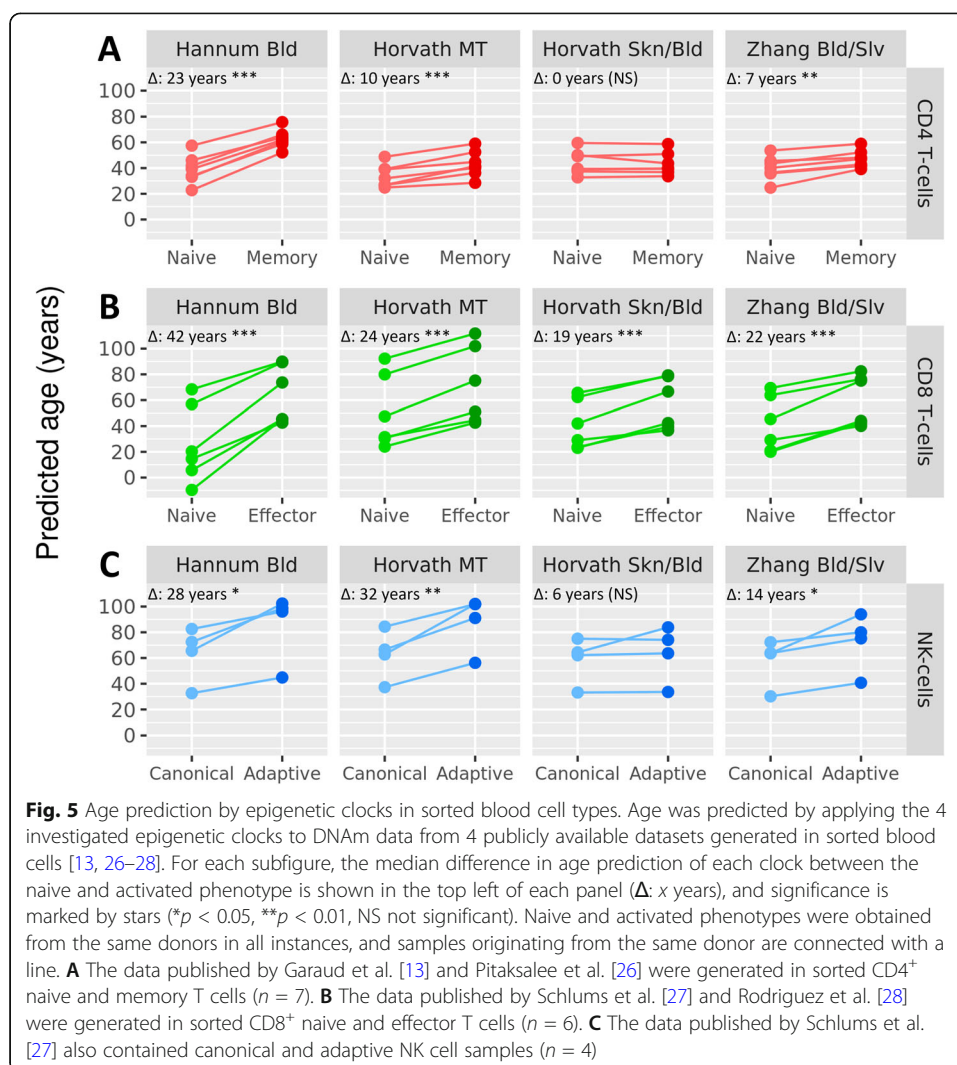 A
Hannum Bld Horvath MT Horvath Skn/Bld Zhang Bld/Slv
Δ: 23 years *** Δ: 10 years *** Δ: 0 years (NS) Δ: 7 years **
100
80
60
40
20
0
CD4 T-cells
Naive Memory Naive Memory Naive Memory Naive Memory
Predicted age (years)
B
Hannum Bld Horvath MT Horvath Skn/Bld Zhang Bld/Slv
Δ: 42 years *** Δ: 24 years *** Δ: 19 years *** Δ: 22 years ***
100
80
60
40
20
0
CD8 T-cells
Naive Effector Naive Effector Naive Effector Naive Effector
C
Hannum Bld Horvath MT Horvath Skn/Bld Zhang Bld/Slv
Δ: 28 years * Δ: 32 years ** Δ: 6 years (NS) Δ: 14 years *
100
80
60
40
20
0
NK-cells
Canonical Adaptive Canonical Adaptive Canonical Adaptive Canonical Adaptive
Fig. 5 Age prediction by epigenetic clocks in sorted blood cell types. Age was predicted by applying the 4
investigated epigenetic clocks to DNAm data from 4 publicly available datasets generated in sorted blood
cells [13, 26–28]. For each subfigure, the median difference in age prediction of each clock between the
naive and activated phenotype is shown in the top left of each panel (Δ: x years), and significance is
marked by stars (*p < 0.05, **p < 0.01, NS not significant). Naive and activated phenotypes were obtained
from the same donors in all instances, and samples originating from the same donor are connected with a
line. A The data published by Garaud et al. [13] and Pitaksalee et al. [26] were generated in sorted CD4+
naive and memory T cells (n = 7). B The data published by Schlums et al. [27] and Rodriguez et al. [28]
were generated in sorted CD8+ naive and effector T cells (n = 6). C The data published by Schlums et al.
[27] also contained canonical and adaptive NK cell samples (n = 4)